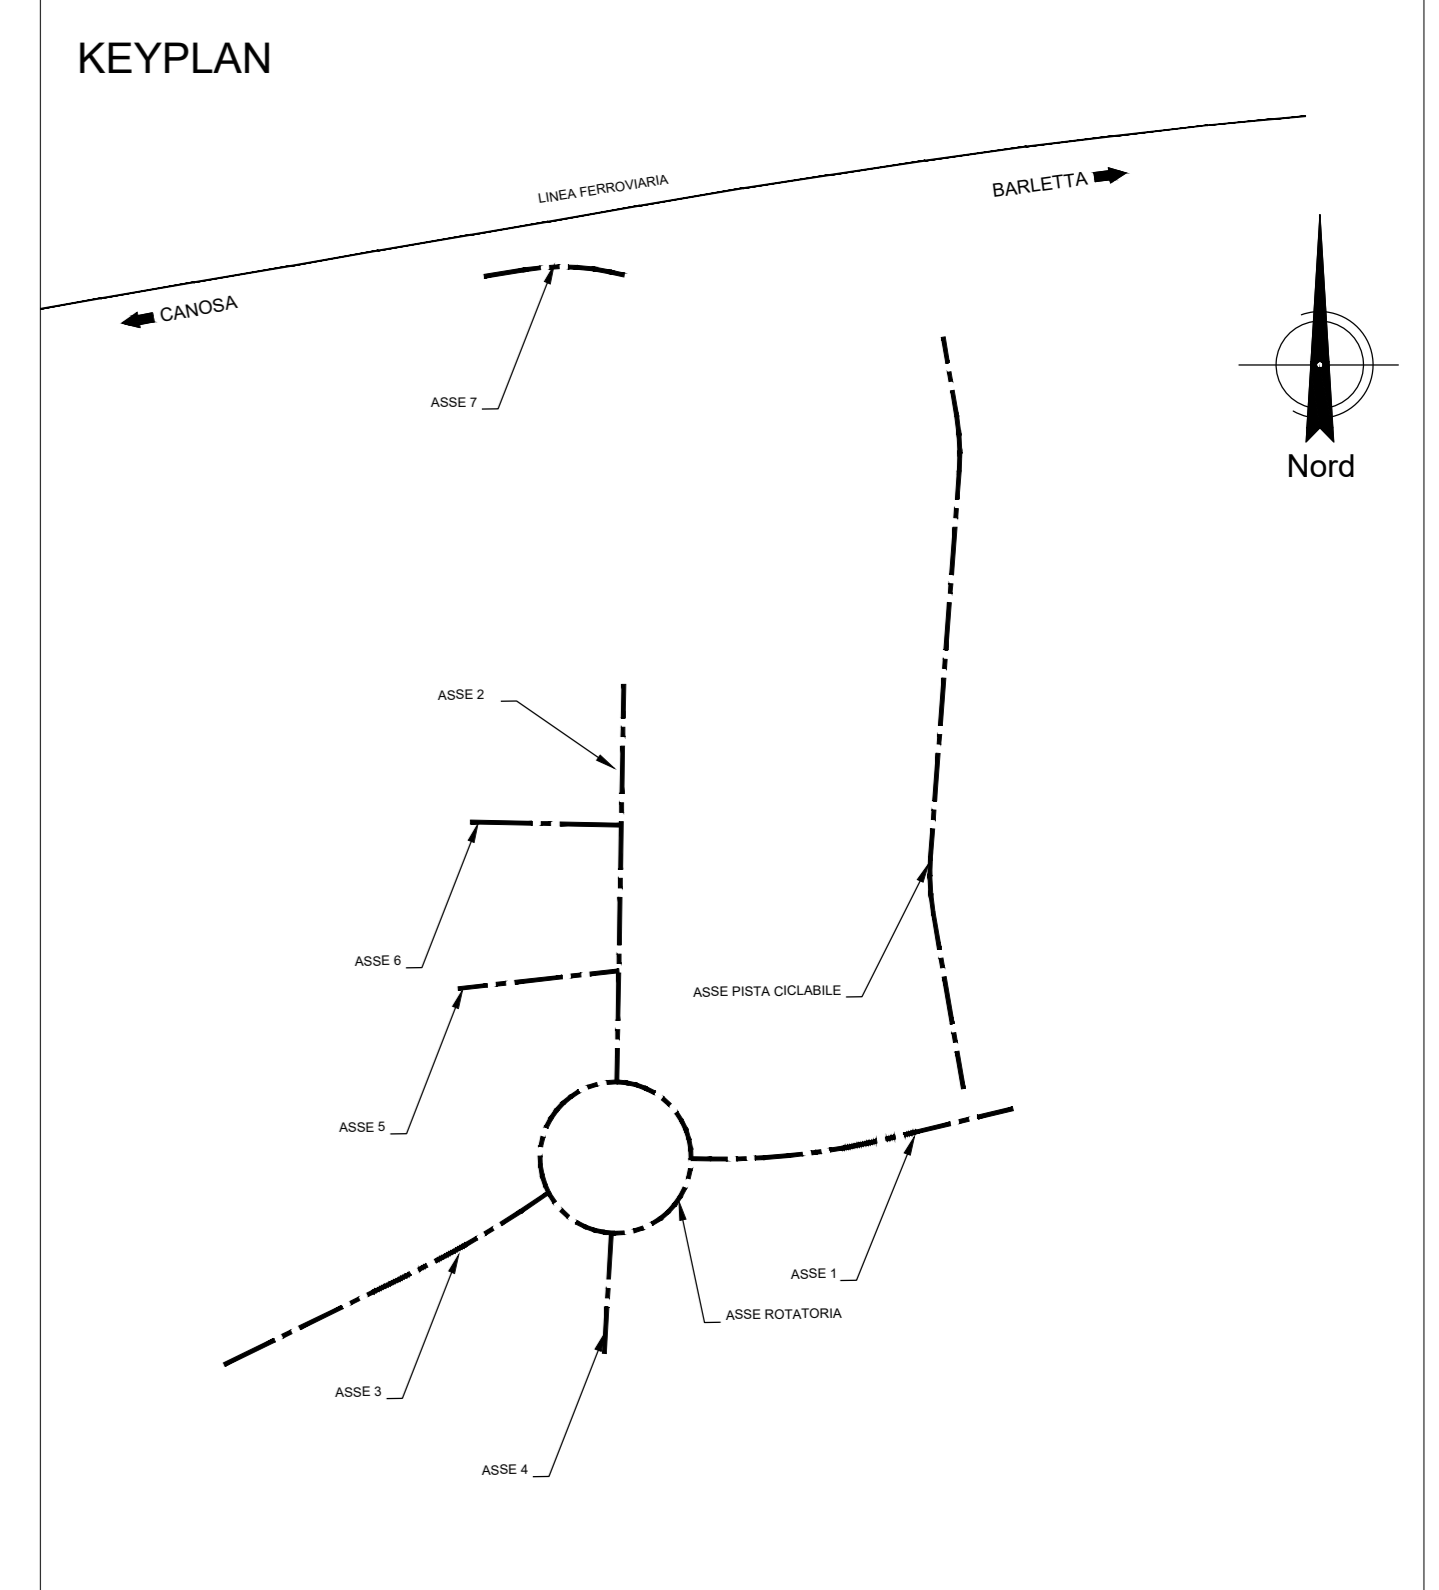 KEYPLAN
LINEA FERROVIARIA
BARLETTA
CANOSA
ASSE 7
Nord
ASSE 2
ASSE 6
ASSE PISTA CICLABILE
ASSE 5
ASSE 1
ASSE ROTATORIA
ASSE 3
ASSE 4